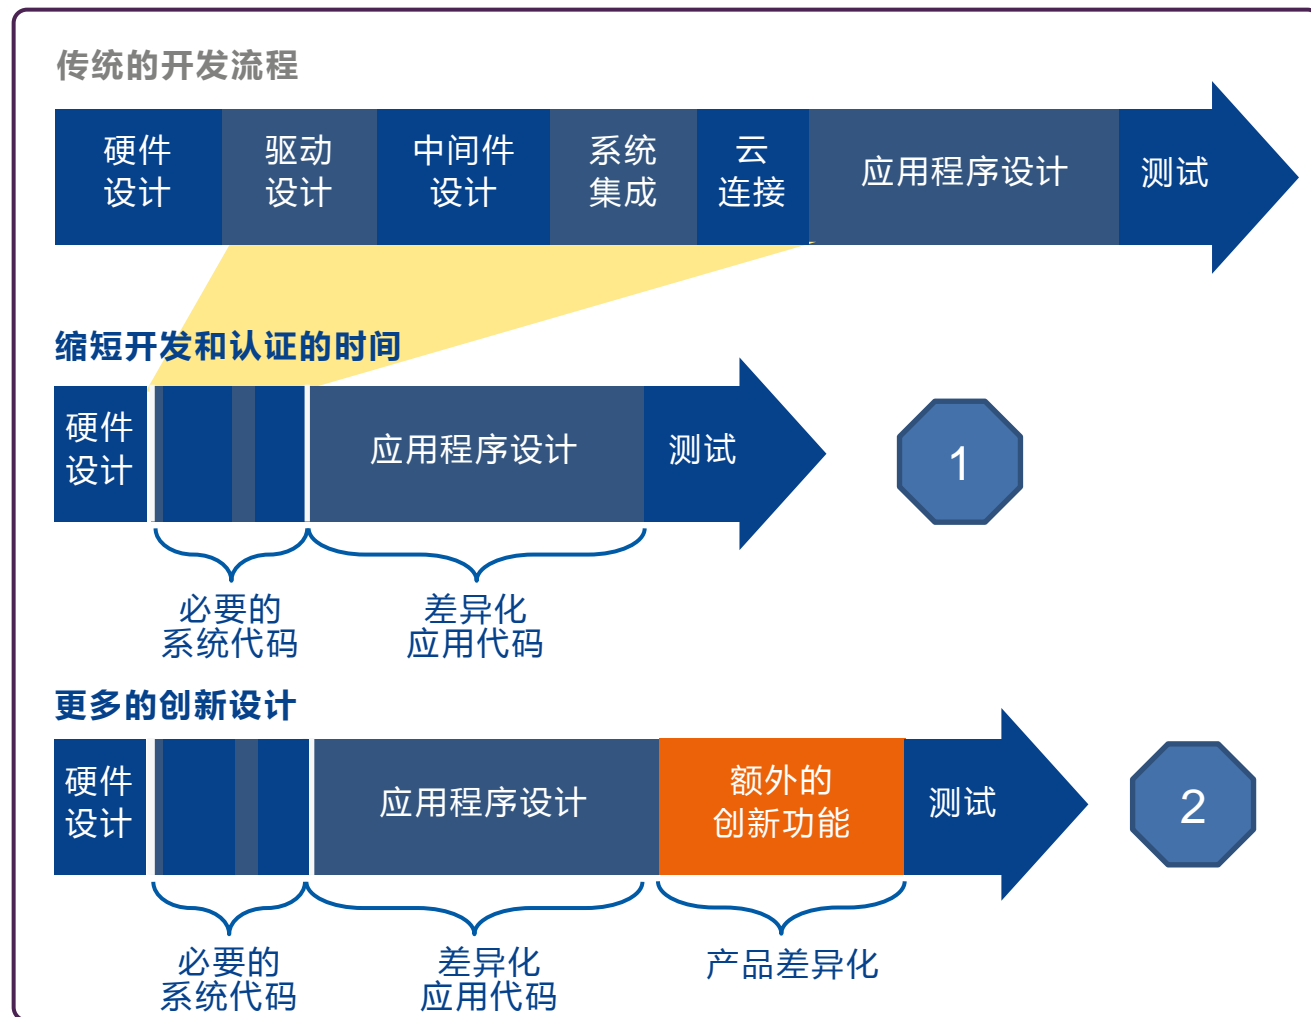 传统的开发流程
硬件
设计
驱动
设计
中间件
设计
系统
集成
云
连接
应用程序设计
测试
缩短开发和认证的时间
硬件
设计
应用程序设计
测试
1
必要的
系统代码
差异化
应用代码
更多的创新设计
硬件
设计
应用程序设计
额外的
创新功能
测试
2
必要的
系统代码
差异化
应用代码
产品差异化